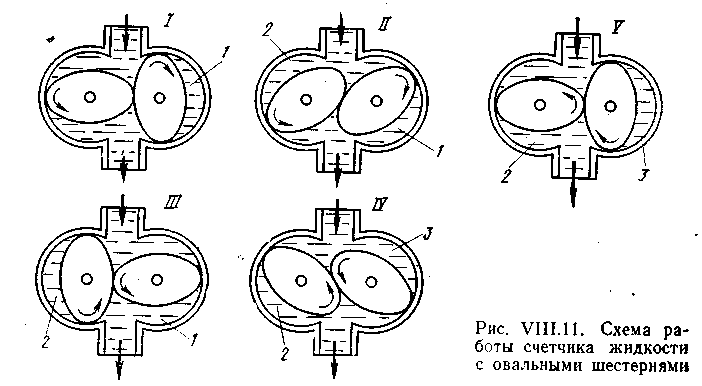 I
1
II
2
1
V
2
3
III
2
1
IV
3
2
Рис. VIII.11. Схема ра-
боты счетчика жидкости
с овальными шестернями